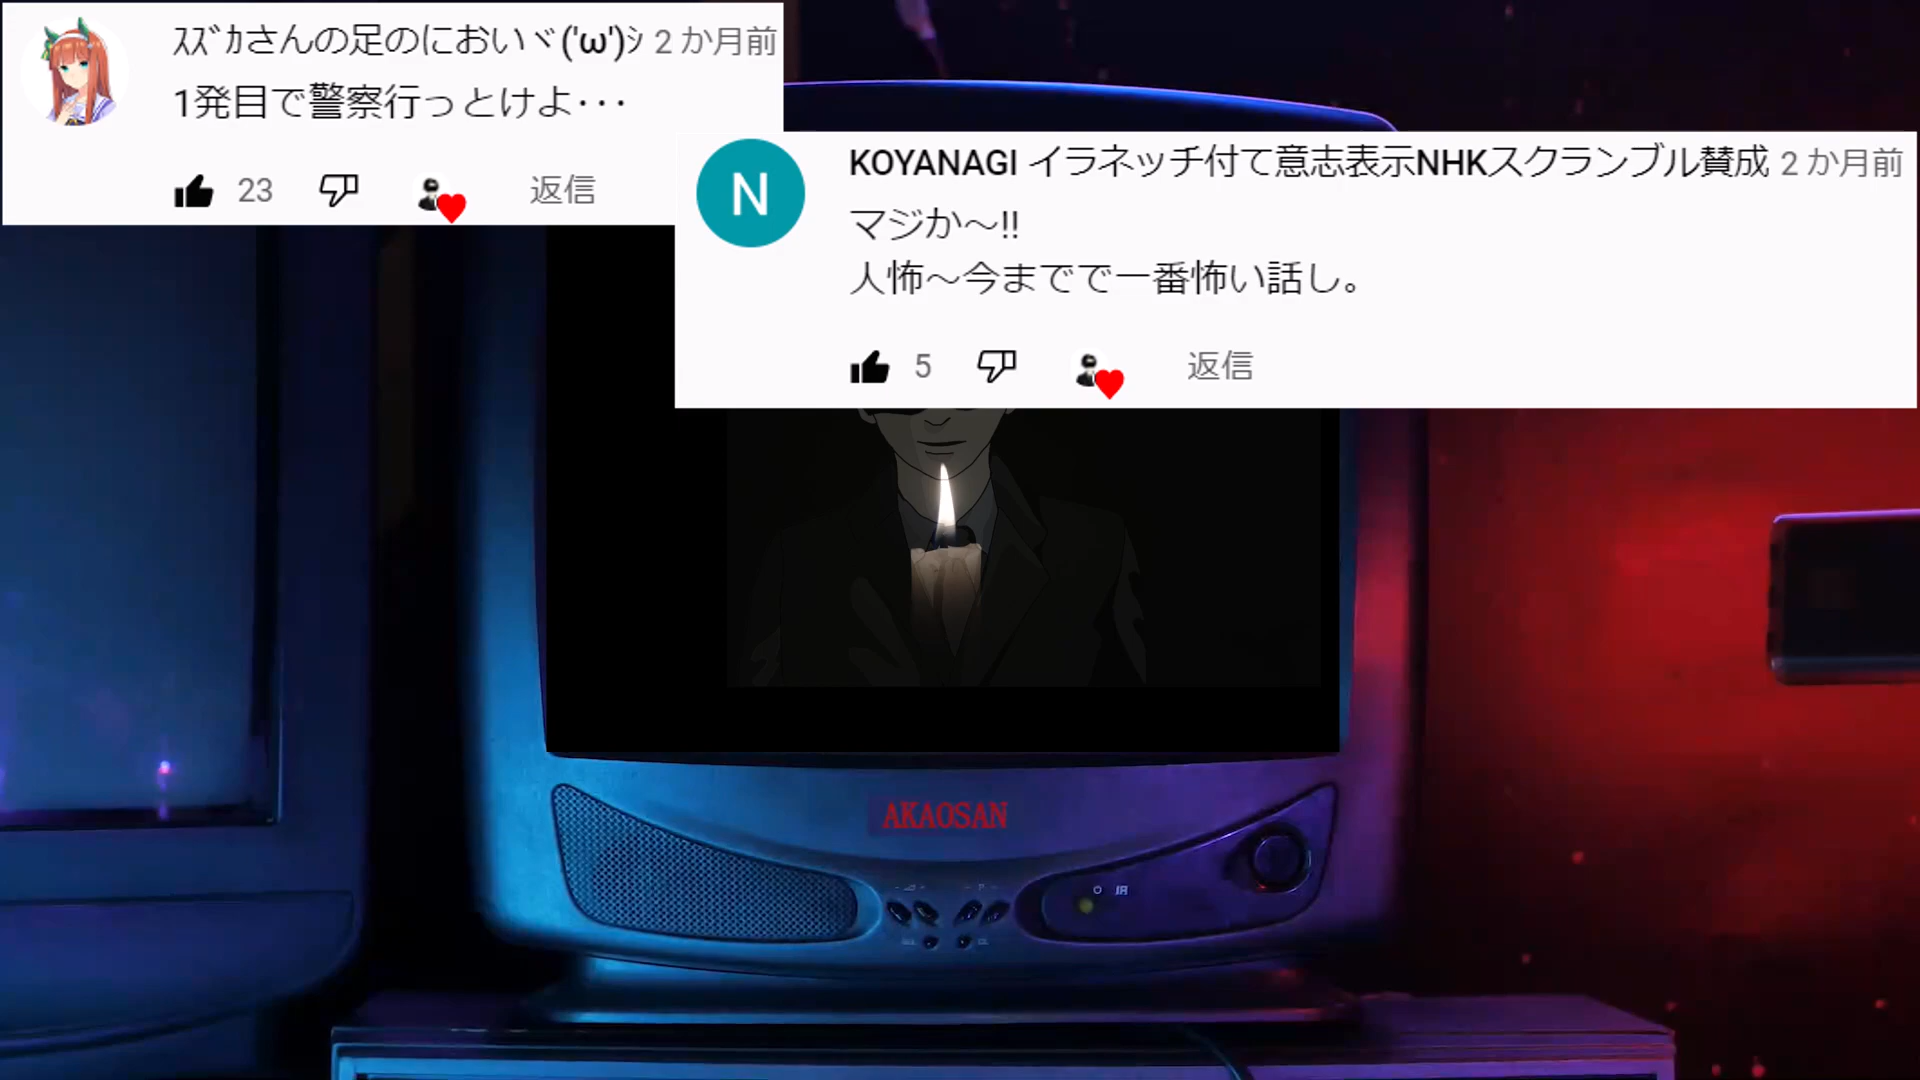 ｽｽﾞｶさんの足のにおいヾ('ω')ｼ 2 か月前
1発目で警察行っとけよ･･･
23
返信
N
KOYANAGI イラネッチ付て意志表示NHKスクランブル賛成 2 か月前
マジか〜!!
人怖〜今までで一番怖い話し。
5
返信
AKAOSAN